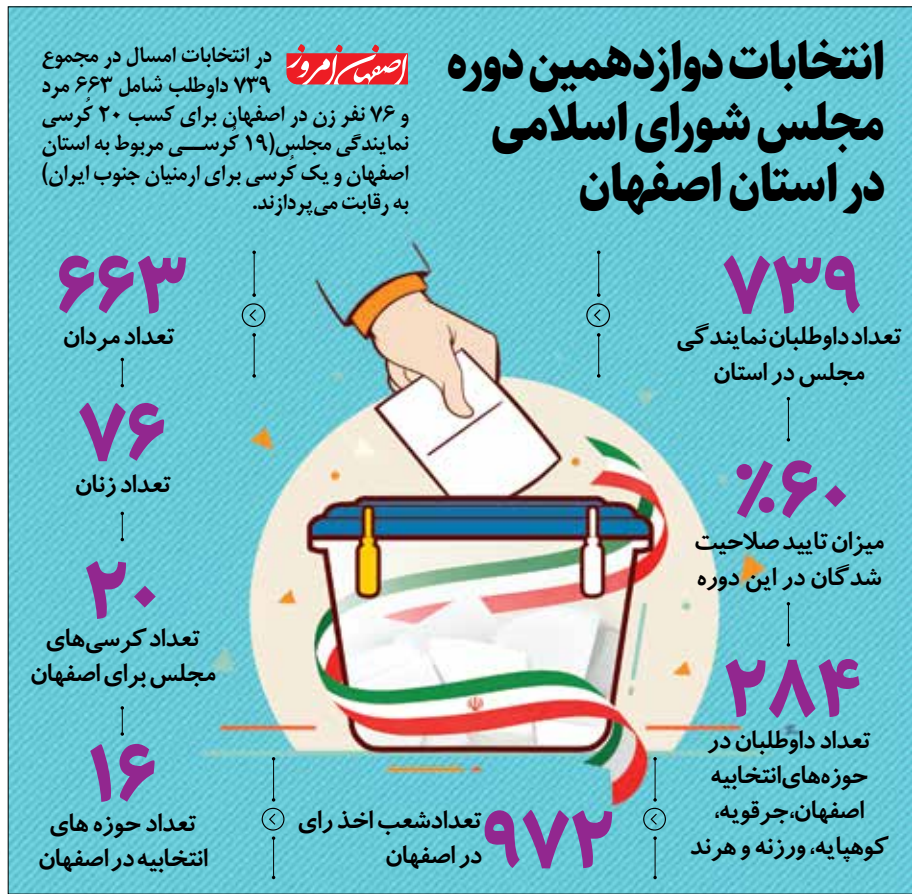 انتخابات دوازدهمین دوره
مجلس شورای اسلامی
در استان اصفهان
اصفهان امروز
در انتخابات امسال در مجموع
۷۳۹ داوطلب شامل ۶۶۳ مرد
و ۷۶ نفر زن در اصفهان برای کسب ۲۰ کُرسی
نمایندگی مجلس(۱۹ کُرســـی مربوط به استان
اصفهان و یک کُرسی برای ارمنیان جنوب ایران)
به رقابت می‌پردازند.
۷۳۹
تعداد داوطلبان نمایندگی
مجلس در استان
٪۶۰
میزان تایید صلاحیت
شدگان در این دوره
۲۸۴
تعداد داوطلبان در
حوزه‌های انتخابیه
اصفهان،جرقویه،
کوهپایه، ورزنه و هرند
۹۷۲
تعداد شعب اخذ رای
در اصفهان
۶۶۳
تعداد مردان
۷۶
تعداد زنان
۲۰
تعداد کرسی‌های
مجلس برای اصفهان
۱۶
تعداد حوزه های
انتخابیه در اصفهان